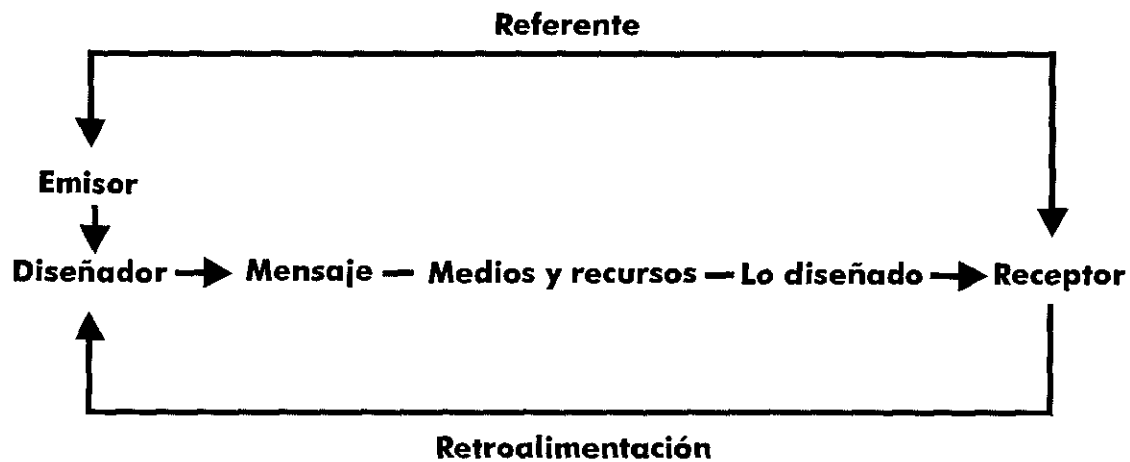 Referente
Emisor
Diseñador Mensaje Medios y recursos Lo diseñado Receptor
Retroalimentación